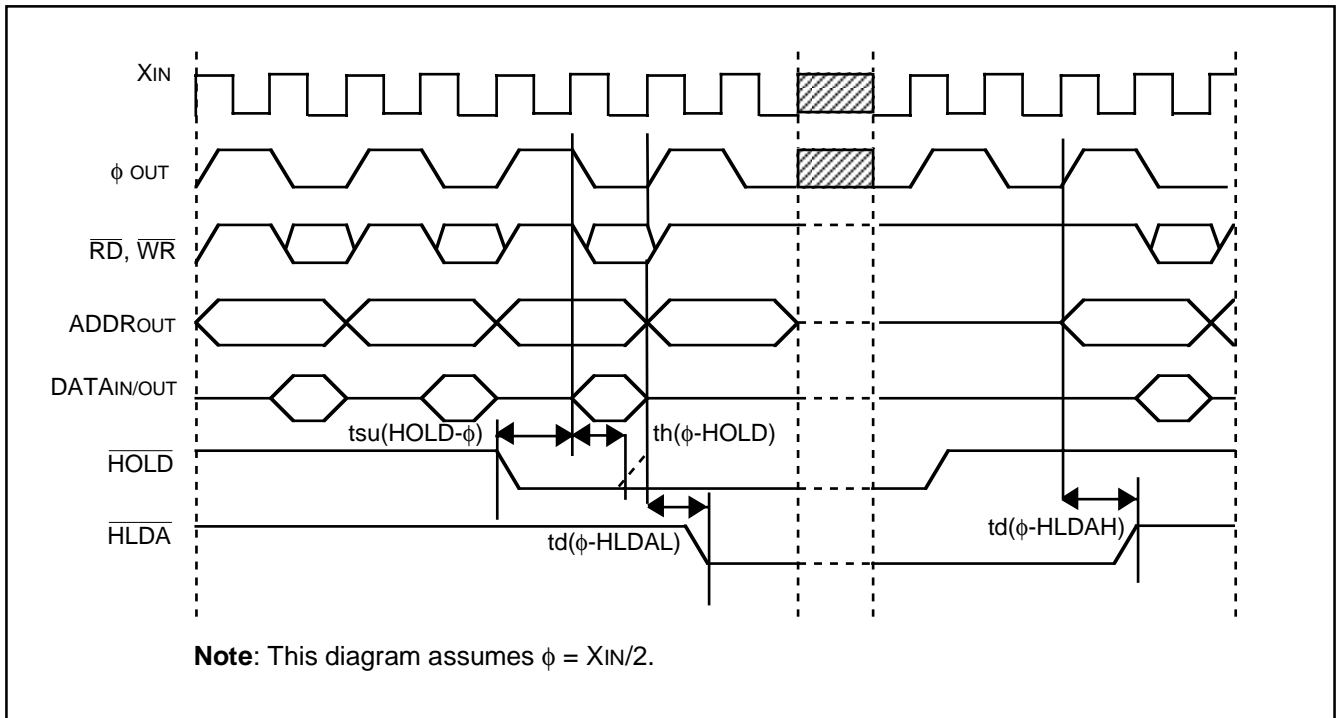 XIN
ϕ OUT
RD, WR
ADDROUT
DATAIN/OUT
tsu(HOLD-ϕ)
th(ϕ-HOLD)
HOLD
HLDA
td(ϕ-HLDAL)
td(ϕ-HLDAH)
Note: This diagram assumes ϕ = XIN/2.